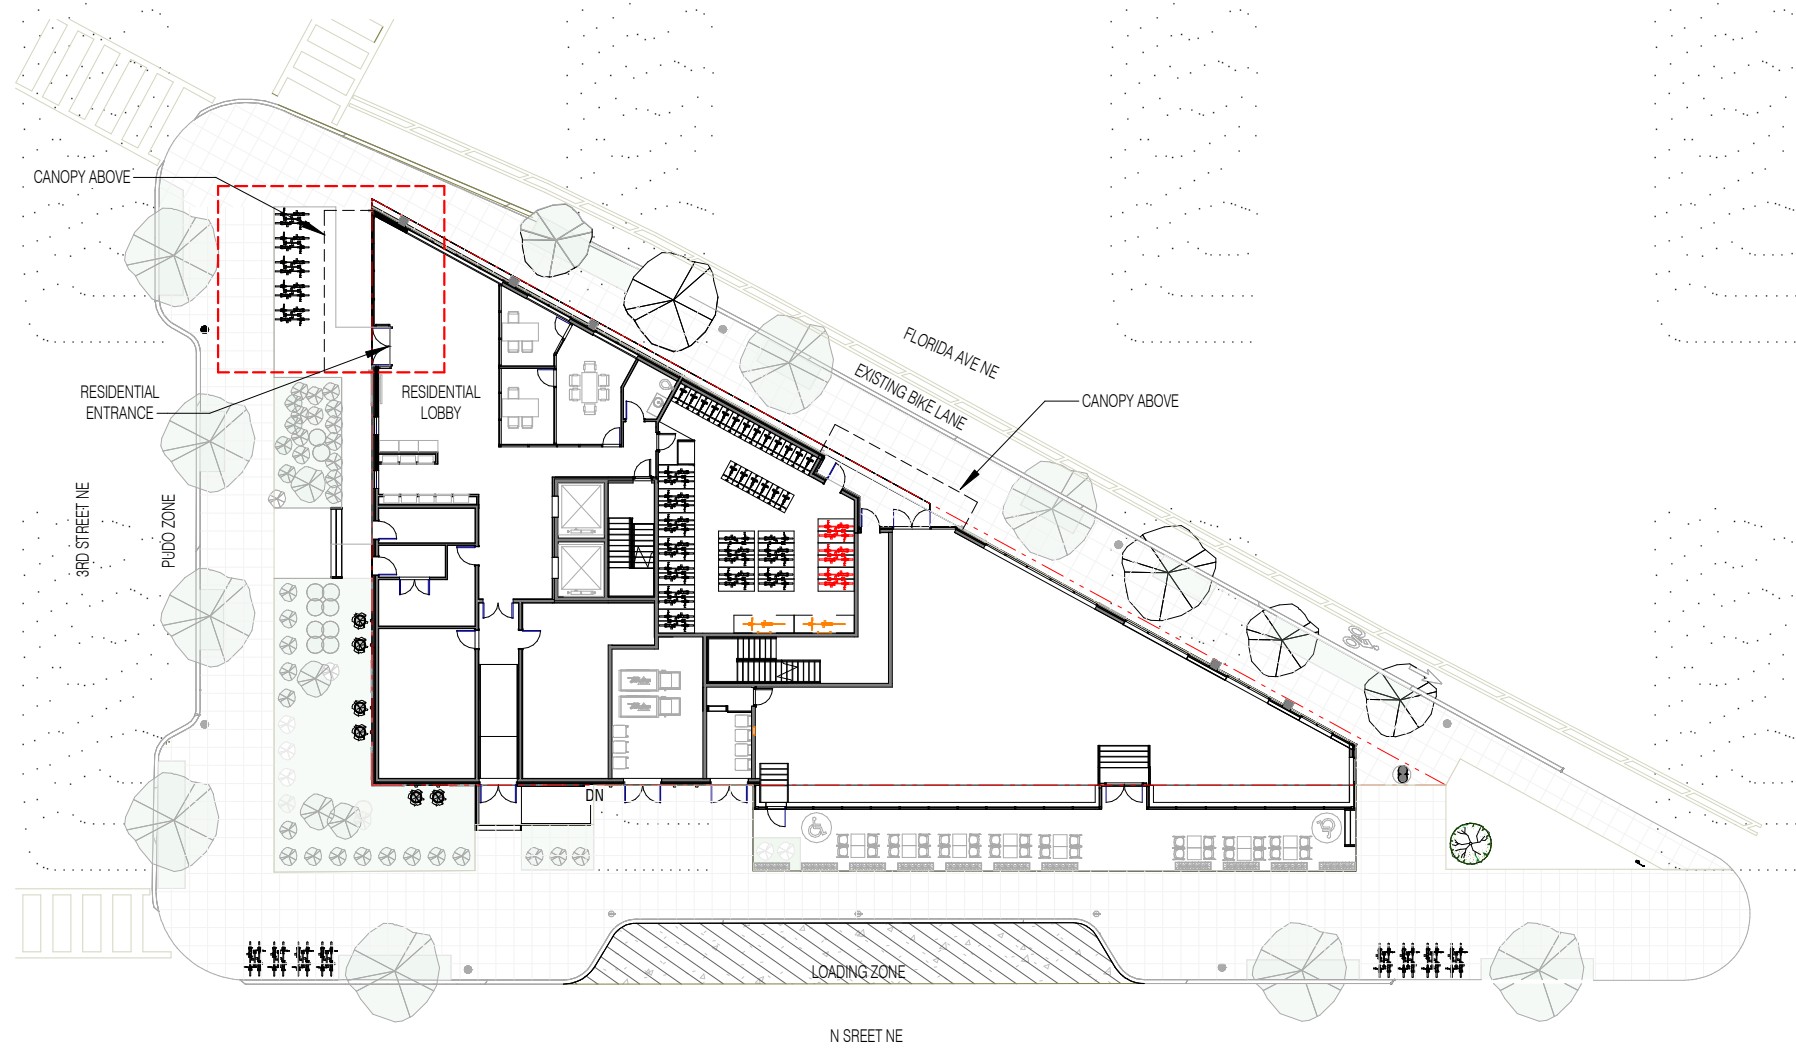 CANOPY ABOVE
FLORIDA AVE NE
EXISTING BIKE LANE
CANOPY ABOVE
RESIDENTIAL
ENTRANCE
RESIDENTIAL
LOBBY
3RD STREET NE
PUDO ZONE
DN
LOADING ZONE
N SREET NE